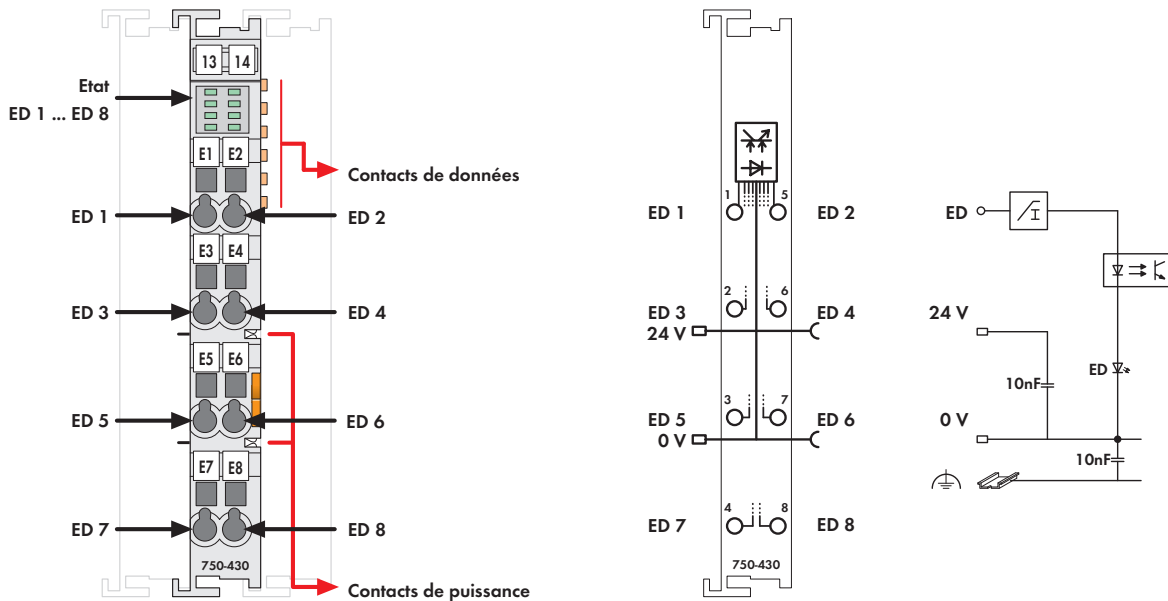 13 14
Etat
ED 1 ... ED 8
E1 E2
Contacts de données
ED 1
ED 2
E3 E4
ED 3
ED 4
E5 E6
ED 5
ED 6
E7 E8
ED 7
ED 8
750-430
Contacts de puissance
1 5
ED 1
ED 2
2 6
ED 3
ED 4
24 V
3 7
ED 5
ED 6
0 V
4 8
ED 7
ED 8
750-430
ED
I
24 V
10nF
ED
0 V
10nF